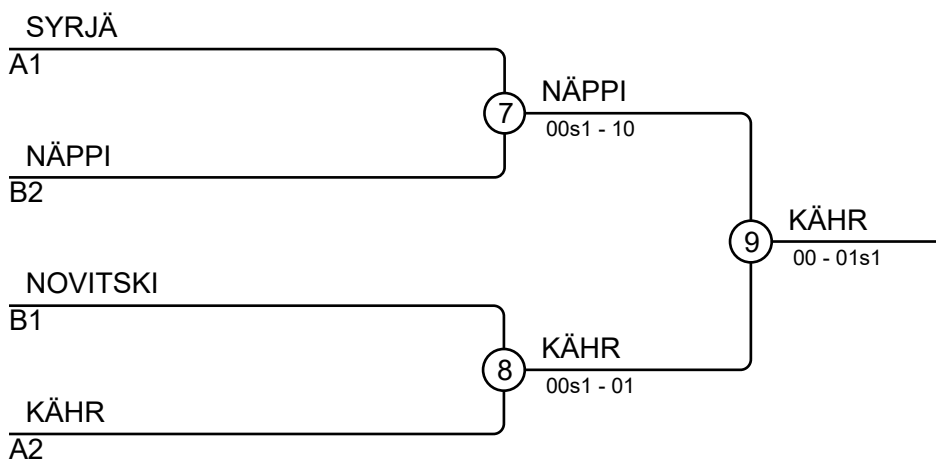 SYRJÄ
A1
7
NÄPPI
00s1 - 10
NÄPPI
B2
9
KÄHR
00 - 01s1
NOVITSKI
B1
8
KÄHR
00s1 - 01
KÄHR
A2